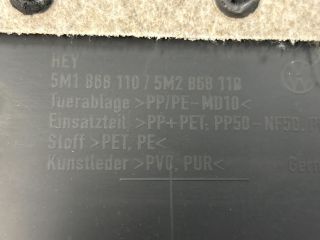 HEY
5M1 868 110 / 5M2 868 110
Tuerablage >PP/PE-MD10<
Einsatzteil >PP+PET, PP50-NF50,
Stoff >PET, PE<
Kunstleder >PVC, PUR<